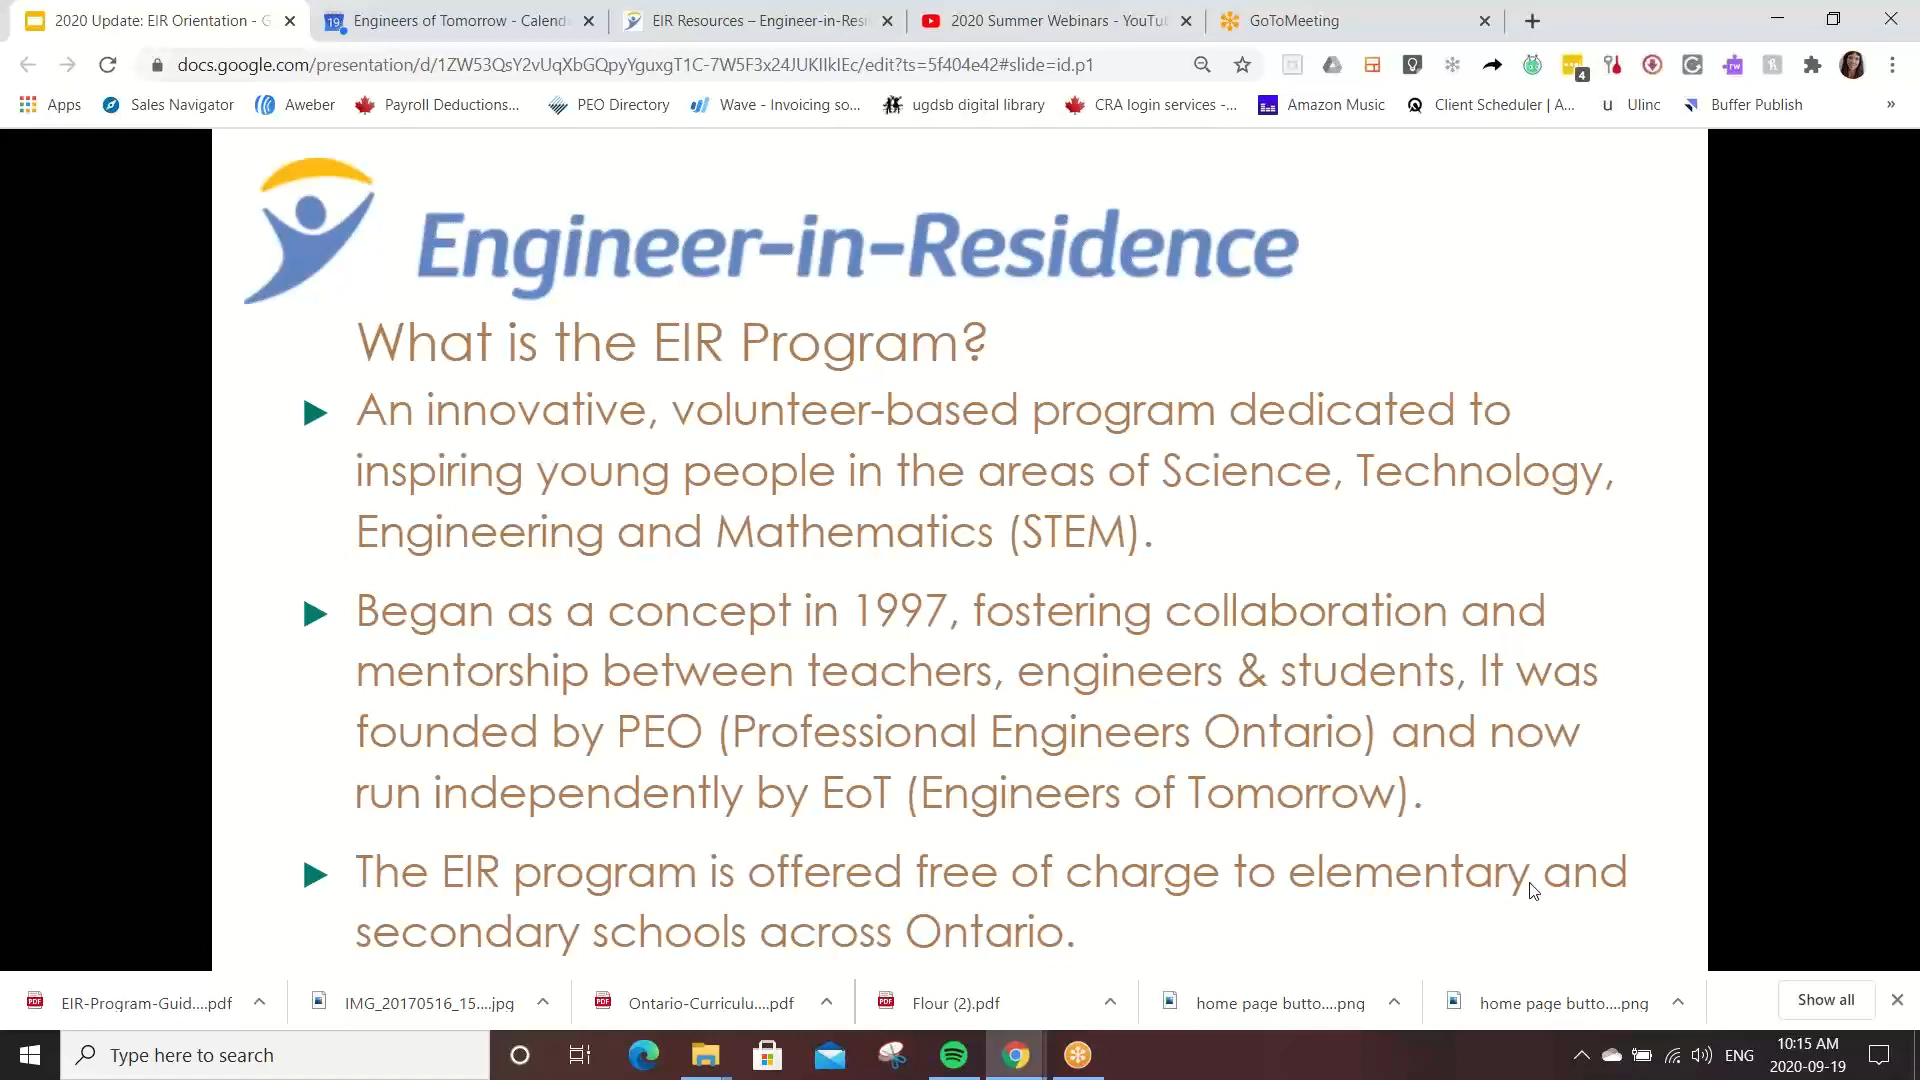 2020 Update: EIR Orientation - G
Engineers of Tomorrow - Calend
EIR Resources – Engineer-in-Resi
2020 Summer Webinars - YouTu
GoToMeeting
docs.google.com/presentation/d/1ZW53QsY2vUqXbGQpyYguxgT1C-7W5F3x24JUKIlkIEc/edit?ts=5f404e42#slide=id.p1
4
Apps
Sales Navigator
Aweber
Payroll Deductions...
PEO Directory
Wave - Invoicing so...
ugdsb digital library
CRA login services -...
Amazon Music
Client Scheduler | A...
Ulinc
Buffer Publish
»
Engineer-in-Residence
What is the EIR Program?
An innovative, volunteer-based program dedicated to
inspiring young people in the areas of Science, Technology,
Engineering and Mathematics (STEM).
Began as a concept in 1997, fostering collaboration and
mentorship between teachers, engineers & students, It was
founded by PEO (Professional Engineers Ontario) and now
run independently by EoT (Engineers of Tomorrow).
The EIR program is offered free of charge to elementary and
secondary schools across Ontario.
EIR-Program-Guid....pdf
IMG_20170516_15....jpg
Ontario-Curriculu....pdf
Flour (2).pdf
home page butto....png
home page butto....png
Show all
Type here to search
ENG
10:15 AM
2020-09-19